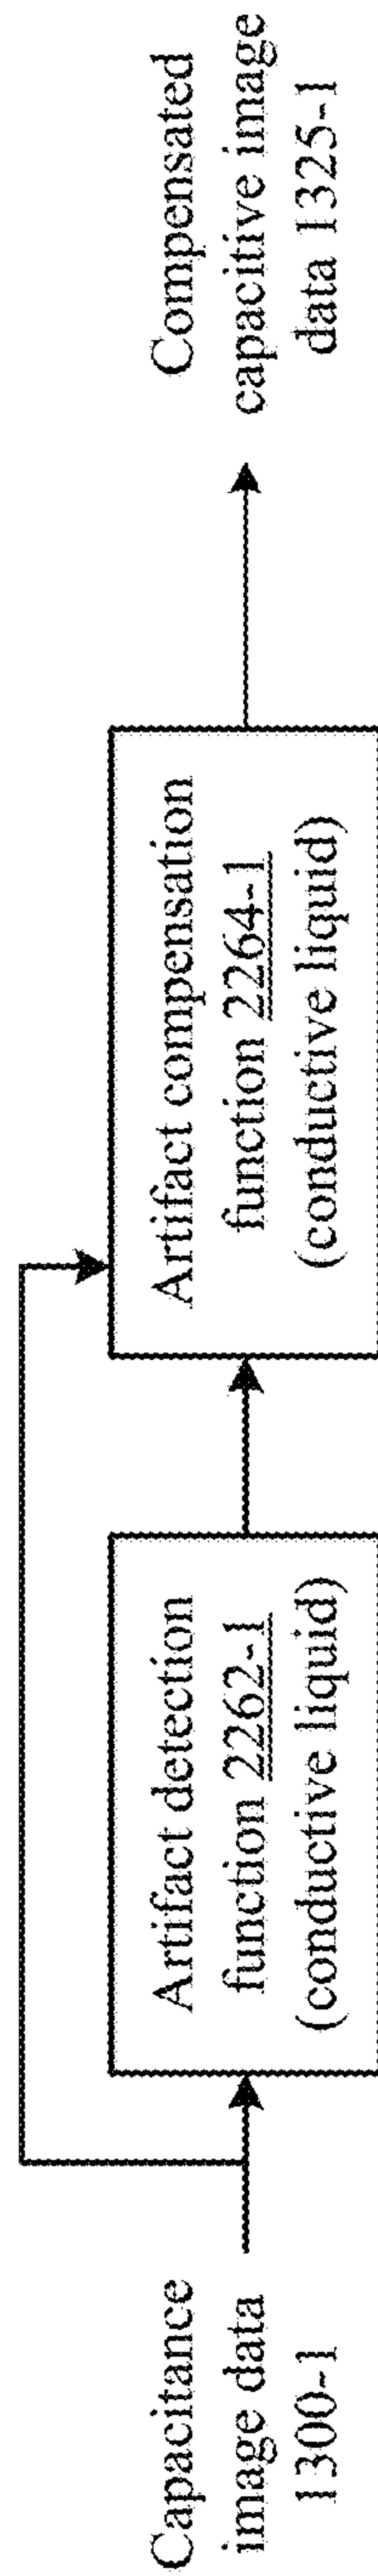 Capacitance
image data
1300-1
Artifact detection
function 2262-1
(conductive liquid)
Artifact compensation
function 2264-1
(conductive liquid)
Compensated
capacitive image
data 1325-1